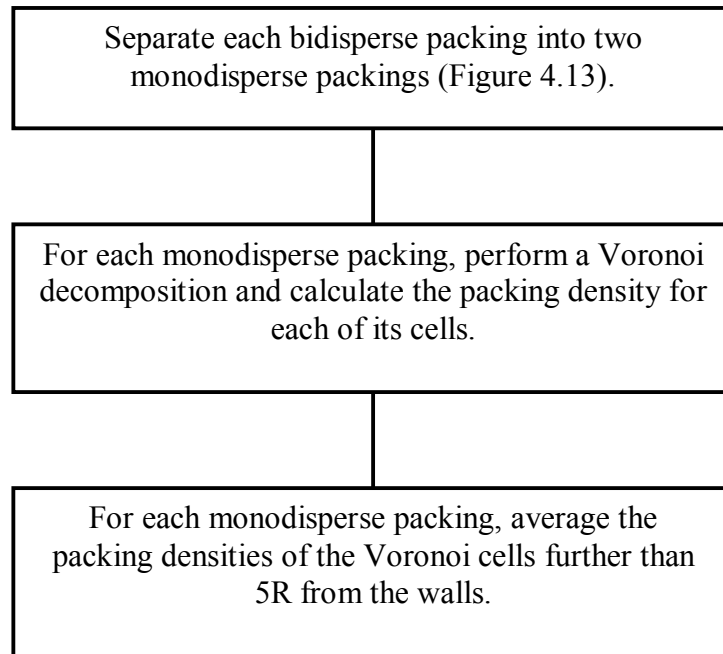 Separate each bidisperse packing into two
monodisperse packings (Figure 4.13).
For each monodisperse packing, perform a Voronoi
decomposition and calculate the packing density for
each of its cells.
For each monodisperse packing, average the
packing densities of the Voronoi cells further than
5R from the walls.